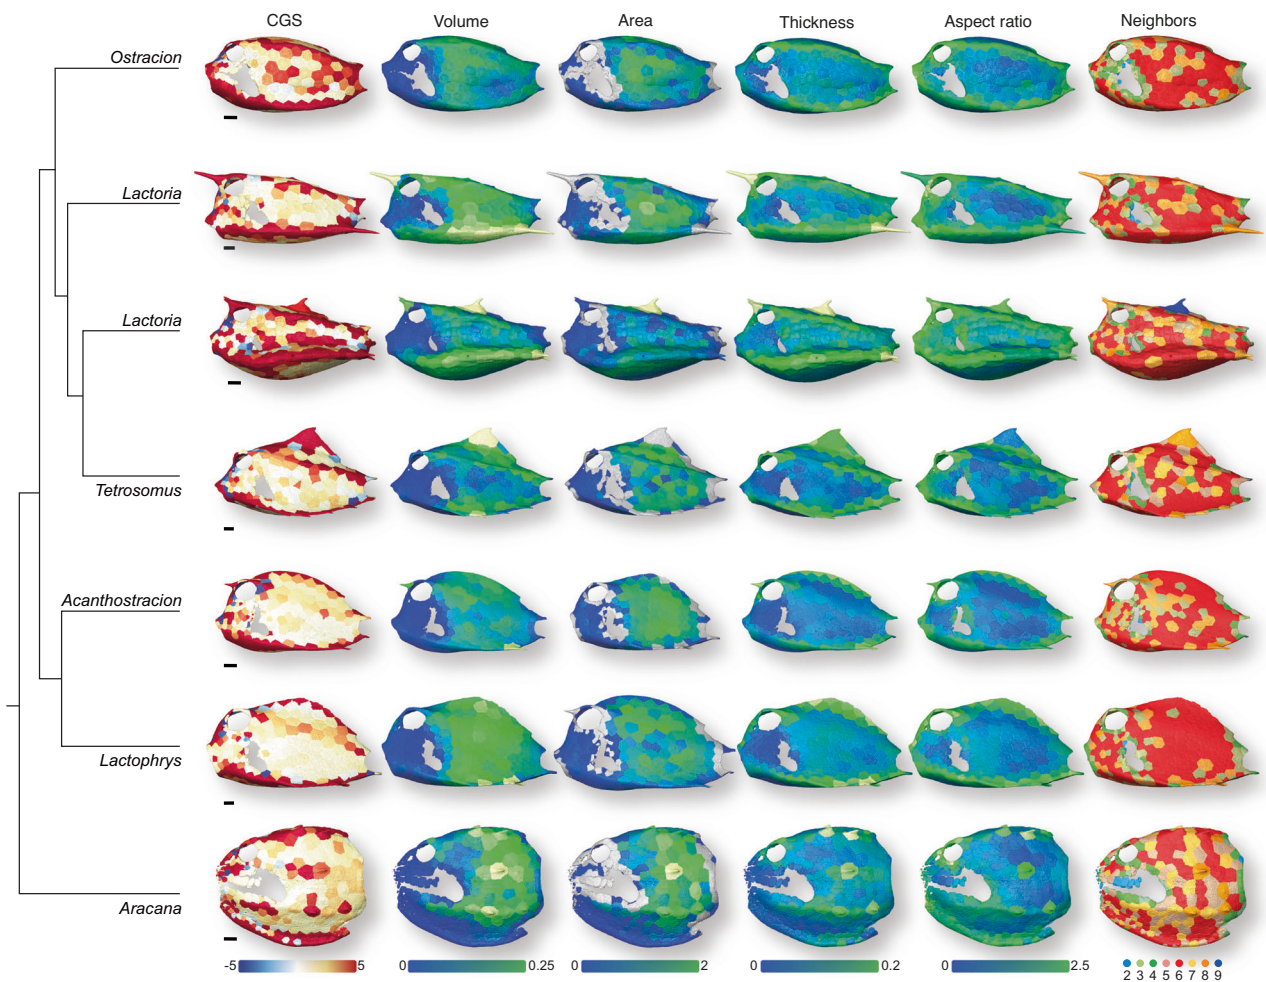 CGS Volume Area Thickness Aspect ratio Neighbors
Ostracion
Lactoria
Lactoria
Tetrosomus
Acanthostracion
Lactophrys
Aracana
-5 5 0 0.25 0 2 0 0.2 0 2.5
2 3 4 5 6 7 8 9